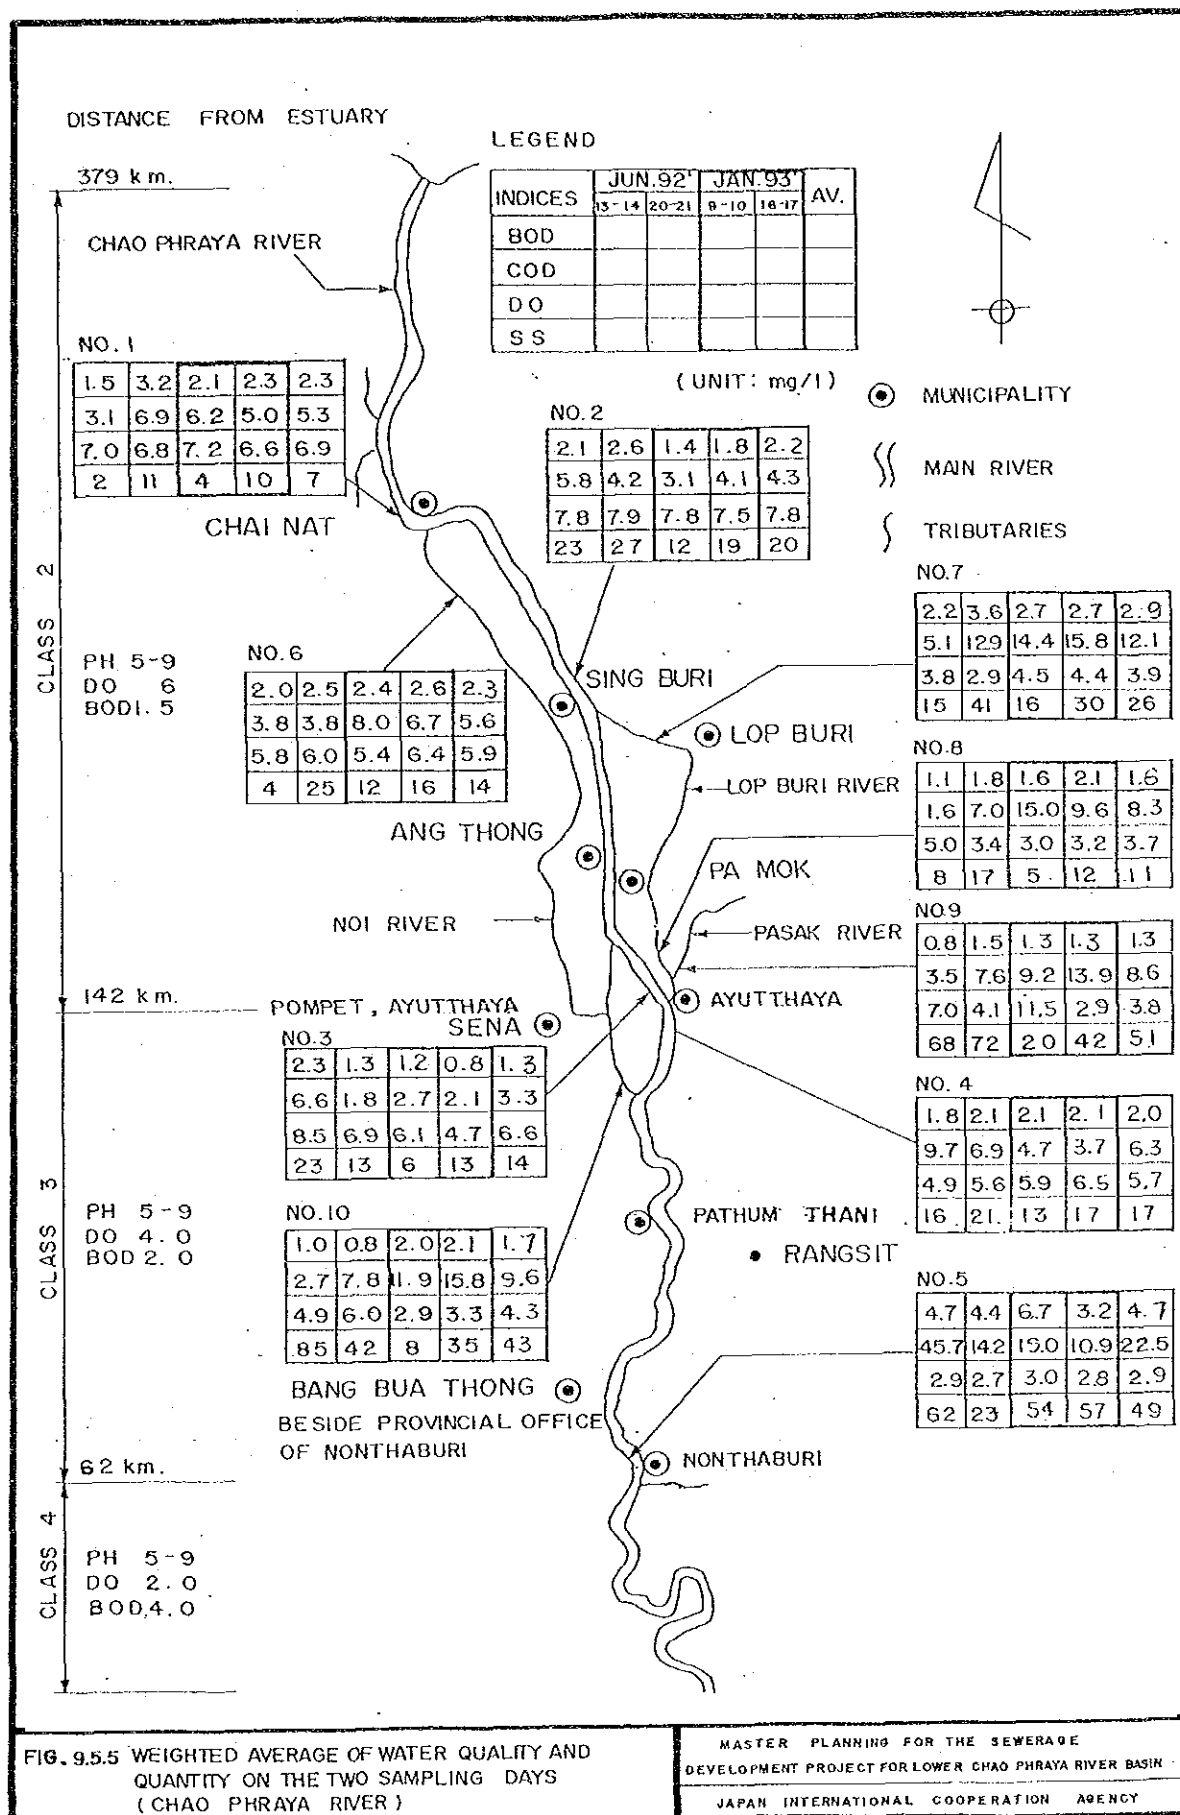 DISTANCE FROM ESTUARY
379 km.
CHAO PHRAYA RIVER
LEGEND
INDICES JUN.92' JAN.93' AV.
13-14 20-21 9-10 16-17
BOD
COD
DO
SS
(UNIT: mg/l)
MUNICIPALITY
MAIN RIVER
TRIBUTARIES
NO.1
1.5 3.2 2.1 2.3 2.3
3.1 6.9 6.2 5.0 5.3
7.0 6.8 7.2 6.6 6.9
2 11 4 10 7
CHAI NAT
NO.2
2.1 2.6 1.4 1.8 2.2
5.8 4.2 3.1 4.1 4.3
7.8 7.9 7.8 7.5 7.8
23 27 12 19 20
CLASS 2
PH 5-9
DO 6
BOD1.5
NO.6
2.0 2.5 2.4 2.6 2.3
3.8 3.8 8.0 6.7 5.6
5.8 6.0 5.4 6.4 5.9
4 25 12 16 14
SING BURI
NO.7
2.2 3.6 2.7 2.7 2.9
5.1 12.9 14.4 15.8 12.1
3.8 2.9 4.5 4.4 3.9
15 41 16 30 26
LOP BURI
LOP BURI RIVER
NO.8
1.1 1.8 1.6 2.1 1.6
1.6 7.0 15.0 9.6 8.3
5.0 3.4 3.0 3.2 3.7
8 17 5 12 11
ANG THONG
PA MOK
NOI RIVER
PASAK RIVER
NO.9
0.8 1.5 1.3 1.3 1.3
3.5 7.6 9.2 13.9 8.6
7.0 4.1 11.5 2.9 3.8
68 72 20 42 51
142 km.
POMPET, AYUTTHAYA
SENA
AYUTTHAYA
NO.3
2.3 1.3 1.2 0.8 1.3
6.6 1.8 2.7 2.1 3.3
8.5 6.9 6.1 4.7 6.6
23 13 6 13 14
NO.4
1.8 2.1 2.1 2.1 2.0
9.7 6.9 4.7 3.7 6.3
4.9 5.6 5.9 6.5 5.7
16 21 13 17 17
CLASS 3
PH 5-9
DO 4.0
BOD 2.0
NO.10
1.0 0.8 2.0 2.1 1.7
2.7 7.8 11.9 15.8 9.6
4.9 6.0 2.9 3.3 4.3
85 42 8 35 43
PATHUM THANI
RANGSIT
NO.5
4.7 4.4 6.7 3.2 4.7
45.7 14.2 19.0 10.9 22.5
2.9 2.7 3.0 2.8 2.9
62 23 54 57 49
BANG BUA THONG
BESIDE PROVINCIAL OFFICE
OF NONTHABURI
62 km.
NONTHABURI
CLASS 4
PH 5-9
DO 2.0
BOD,4.0
FIG. 9.5.5 WEIGHTED AVERAGE OF WATER QUALITY AND
QUANTITY ON THE TWO SAMPLING DAYS
(CHAO PHRAYA RIVER)
MASTER PLANNING FOR THE SEWERAGE
DEVELOPMENT PROJECT FOR LOWER CHAO PHRAYA RIVER BASIN
JAPAN INTERNATIONAL COOPERATION AGENCY